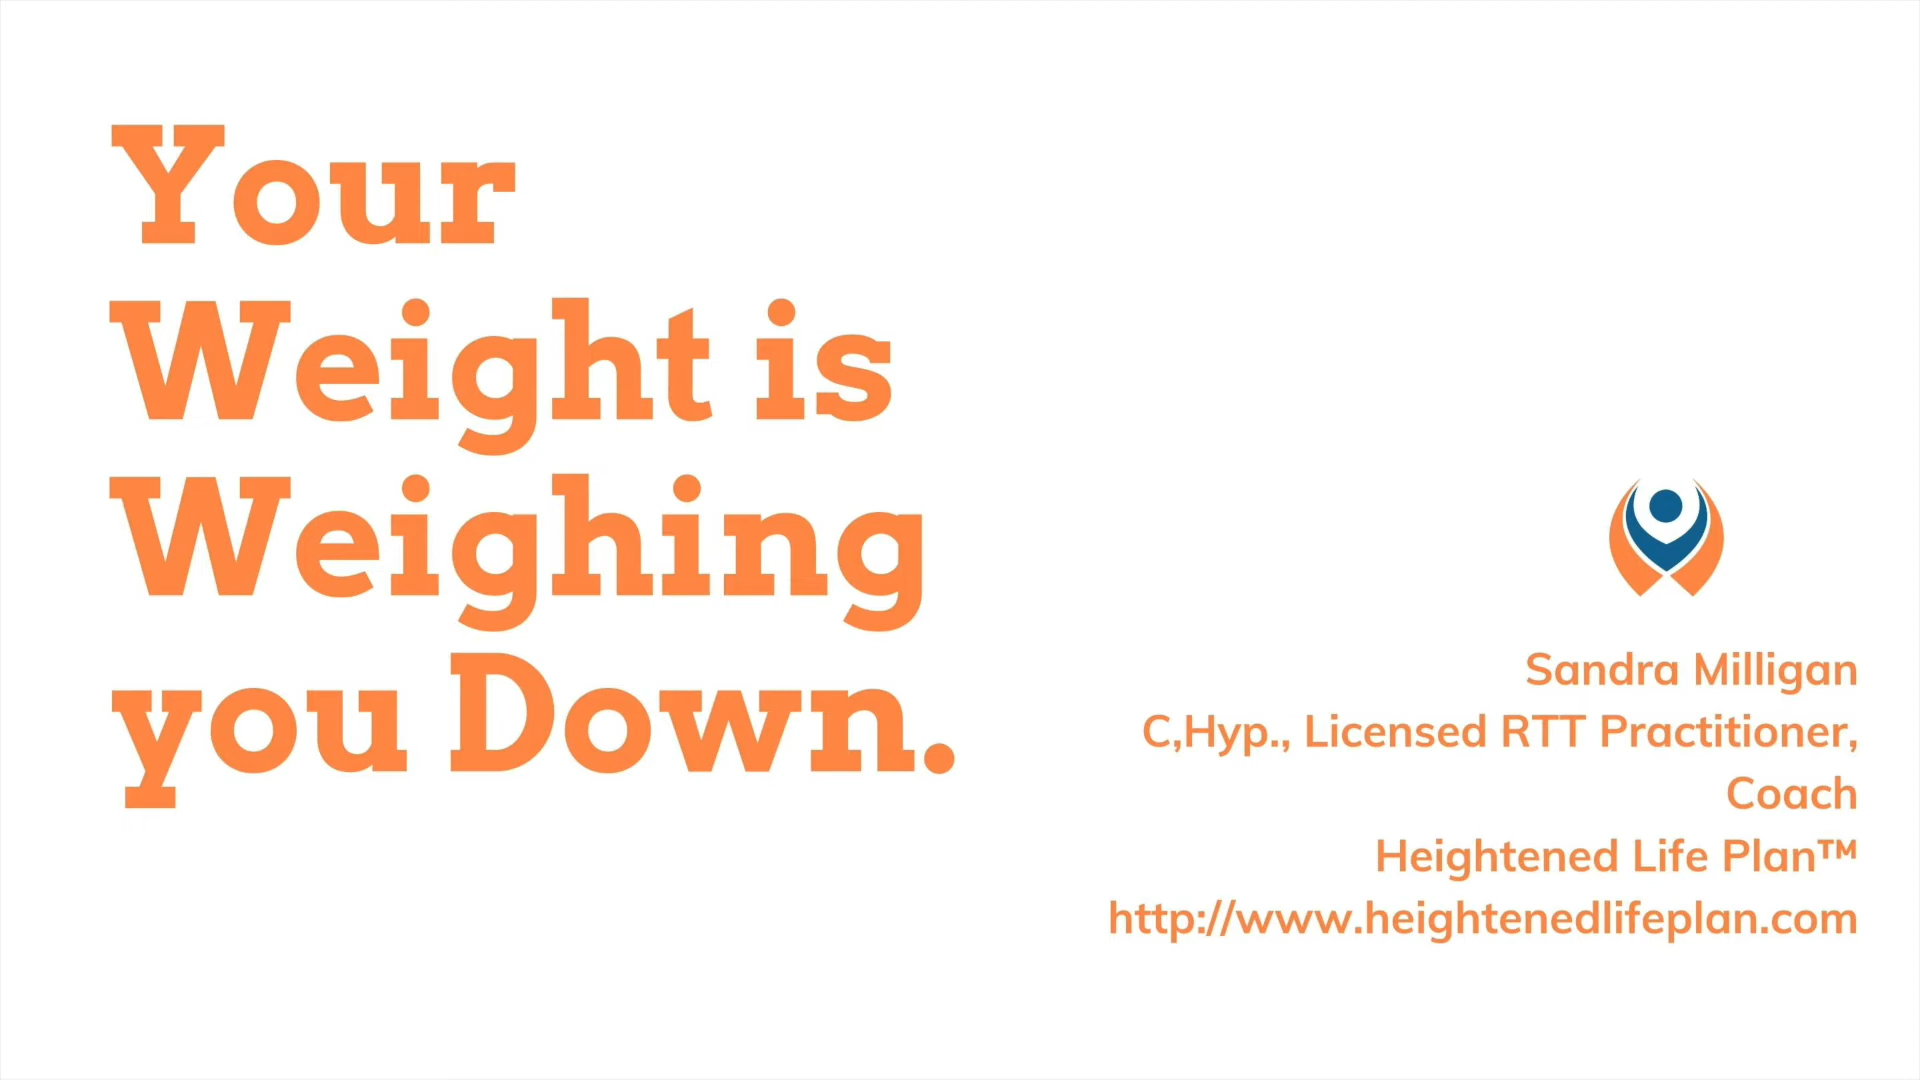 Your
Weight is
Weighing
you Down.
Sandra Milligan
C,Hyp., Licensed RTT Practitioner,
Coach
Heightened Life Plan™
http://www.heightenedlifeplan.com